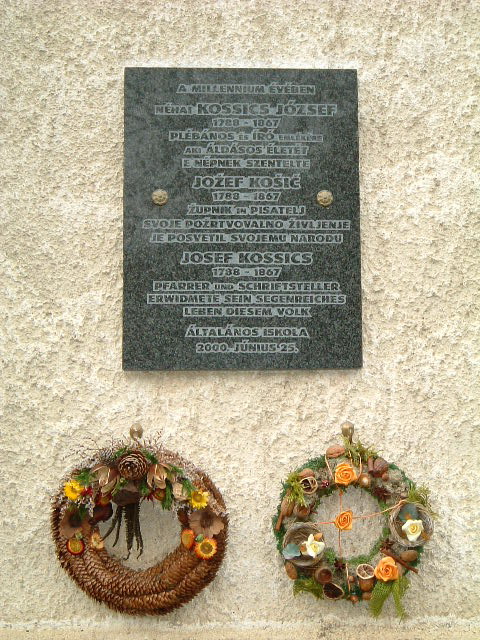 A MILLENNIUM ÉVÉBEN
NÉHAI KOSSICS JÓZSEF
1788 - 1867
PLÉBÁNOS ÉS ÍRÓ EMLÉKÉRE
AKI ÁLDÁSOS ÉLETÉT
E NÉPNEK SZENTELTE
JOŽEF KOŠIČ
1788 - 1867
ŽUPNIK IN PISATELJ
SVOJE POŽRTVOVALNO ŽIVLJENJE
JE POSVETIL SVOJEMU NARODU
JOSEF KOSSICS
1788 - 1867
PFARRER UND SCHRIFTSTELLER
ERWIDMETE SEIN SEGENREICHES
LEBEN DIESEM VOLK
ÁLTALÁNOS ISKOLA
2000. JÚNIUS 25.